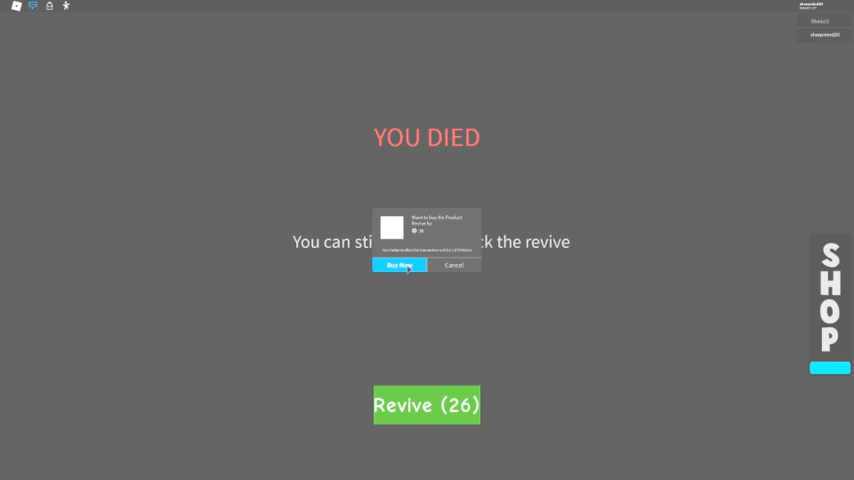 YOU DIED
Want to buy the Product
Revive for
You can sti
ck the revive
Buy Now
Cancel
S
H
O
P
Revive (26)